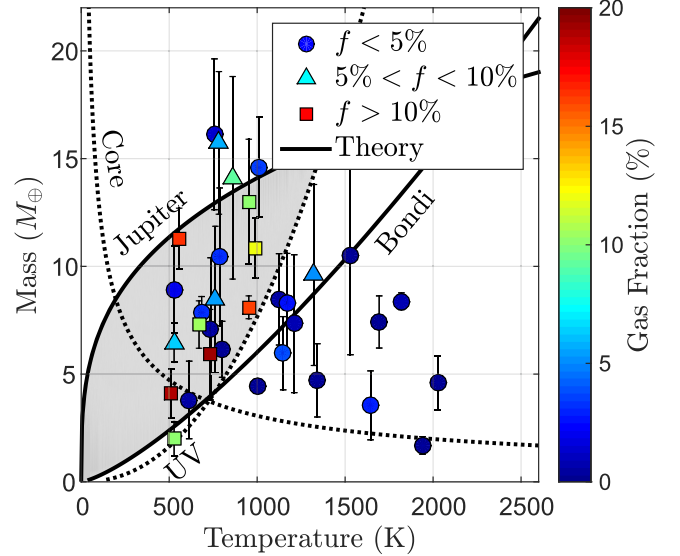 f < 5%
5% < f < 10%
f > 10%
Theory
Core
Jupiter
Bondi
UV
20
15
10
5
0
0
500
1000
1500
2000
2500
Mass (M⊕)
Temperature (K)
20
15
10
5
0
Gas Fraction (%)